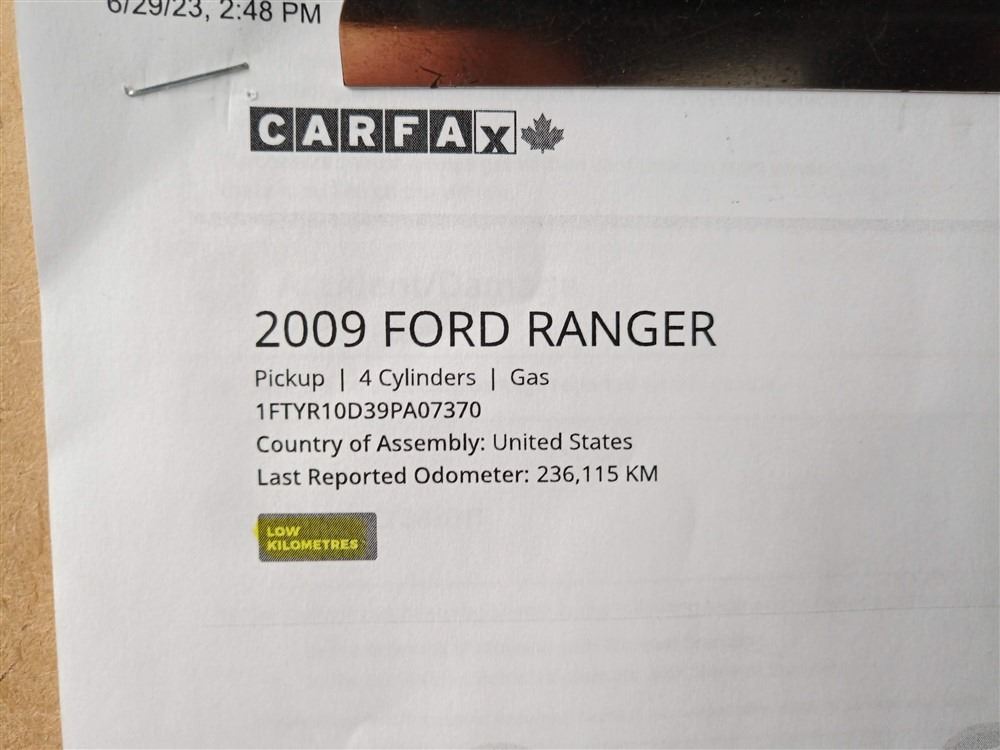 6/29/23, 2:48 PM
CARFAX
2009 FORD RANGER
Pickup | 4 Cylinders | Gas
1FTYR10D39PA07370
Country of Assembly: United States
Last Reported Odometer: 236,115 KM
LOW
KILOMETRES